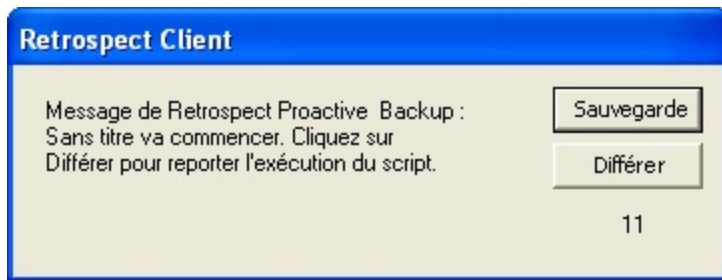 Retrospect Client
Message de Retrospect Proactive Backup :
Sans titre va commencer. Cliquez sur
Différer pour reporter l'exécution du script.
Sauvegarde
Différer
11